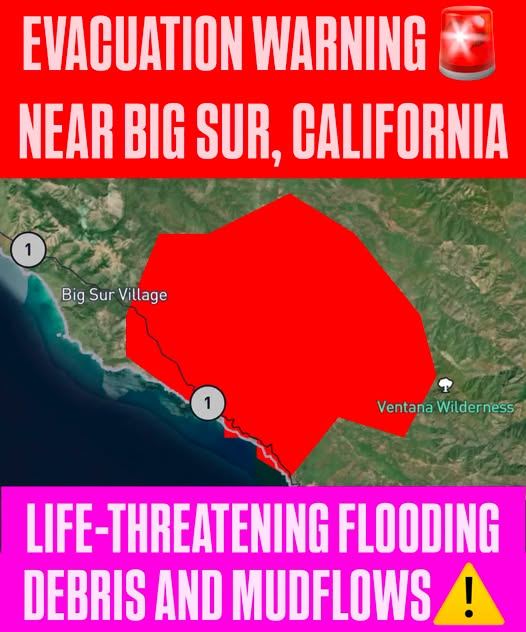 EVACUATION WARNING 🚨
NEAR BIG SUR, CALIFORNIA
1
Big Sur Village
1
Ventana Wilderness
LIFE-THREATENING FLOODING
DEBRIS AND MUDFLOWS ⚠️